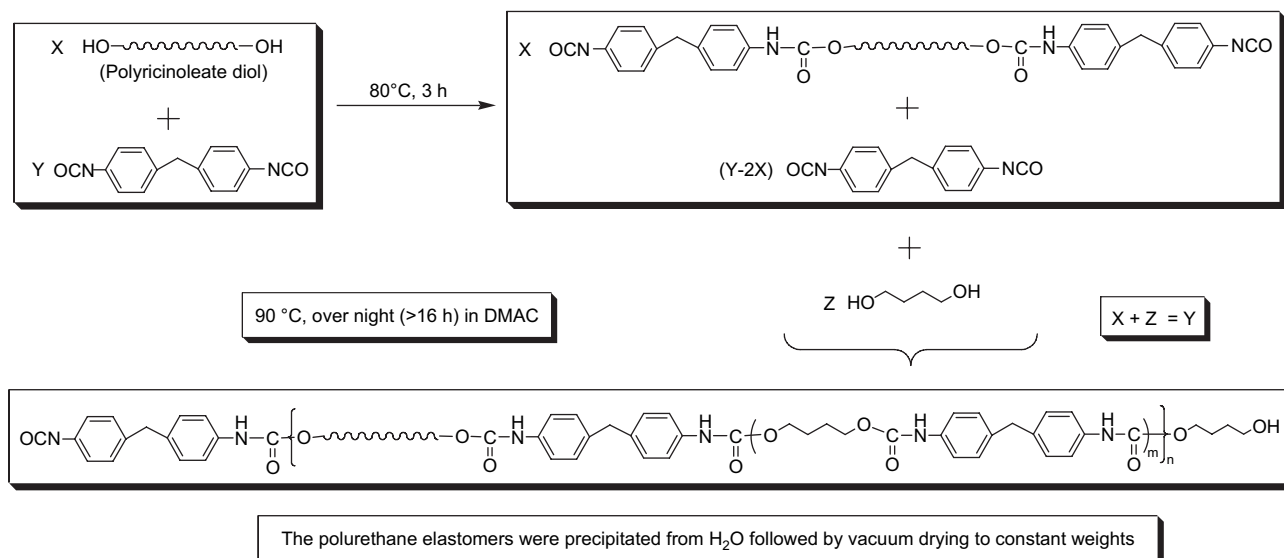 X HO OH
(Polyricinoleate diol)
+
Y OCN NCO
80°C, 3 h
X OCN H N C O O O C O H N NCO
+
(Y-2X) OCN NCO
+
Z HO OH
90 °C, over night (>16 h) in DMAC
X + Z = Y
OCN H N C O O O C O H N H N C O O O C O H N H N C O m n O OH
The polurethane elastomers were precipitated from H₂O followed by vacuum drying to constant weights